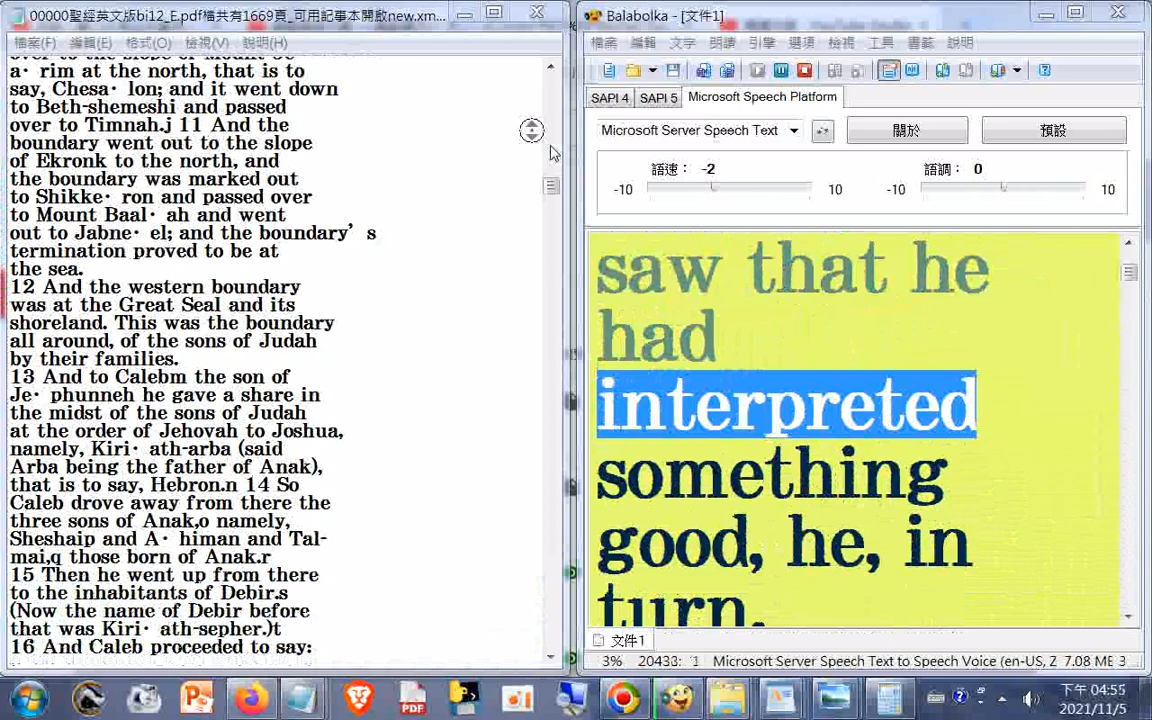 00000聖經英文版bi12_E.pdf檔共有1669頁_可用記事本開啟new.xm...
檔案(F) 編輯(E) 格式(O) 檢視(V) 說明(H)
a· rim at the north, that is to
say, Chesa· lon; and it went down
to Beth-shemeshi and passed
over to Timnah.j 11 And the
boundary went out to the slope
of Ekronk to the north, and
the boundary was marked out
to Shikke· ron and passed over
to Mount Baal· ah and went
out to Jabne· el; and the boundary’s
termination proved to be at
the sea.
12 And the western boundary
was at the Great Seal and its
shoreland. This was the boundary
all around, of the sons of Judah
by their families.
13 And to Calebm the son of
Je· phunneh he gave a share in
the midst of the sons of Judah
at the order of Jehovah to Joshua,
namely, Kiri· ath-arba (said
Arba being the father of Anak),
that is to say, Hebron.n 14 So
Caleb drove away from there the
three sons of Anak,o namely,
Sheshaip and A· himan and Tal-
mai,q those born of Anak.r
15 Then he went up from there
to the inhabitants of Debir.s
(Now the name of Debir before
that was Kiri· ath-sepher.)t
16 And Caleb proceeded to say:
Balabolka - [文件1]
檔案 編輯 文字 朗讀 引擎 選項 檢視 工具 書籤 說明
SAPI 4 SAPI 5 Microsoft Speech Platform
Microsoft Server Speech Text 關於 預設
語速： -2 語調： 0
-10 10 -10 10
saw that he
had
interpreted
something
good, he, in
turn,
文件1
3% 20433: 1 Microsoft Server Speech Text to Speech Voice (en-US, Z 7.08 MB 3
PDF
下午 04:55
2021/11/5